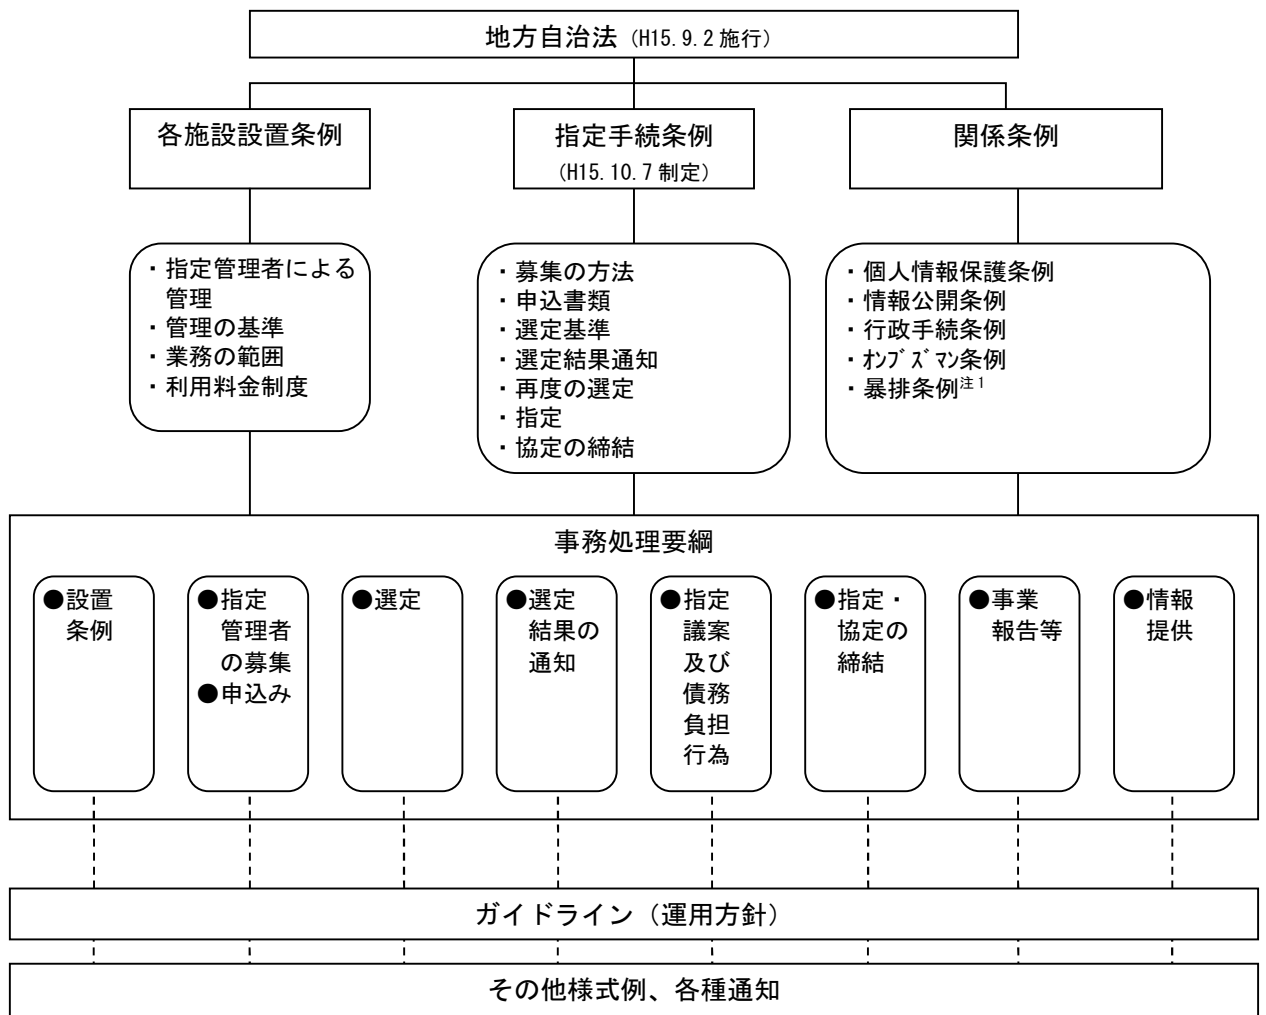 地方自治法（H15.9.2施行）
各施設設置条例
指定手続条例
（H15.10.7制定）
関係条例
・指定管理者による
管理
・管理の基準
・業務の範囲
・利用料金制度
・募集の方法
・申込書類
・選定基準
・選定結果通知
・再度の選定
・指定
・協定の締結
・個人情報保護条例
・情報公開条例
・行政手続条例
・ｵﾝﾌﾞｽﾞﾏﾝ条例
・暴排条例注１
事務処理要綱
●設置
条例
●指定
管理者
の募集
●申込み
●選定
●選定
結果の
通知
●指定
議案
及び
債務
負担
行為
●指定・
協定の
締結
●事業
報告等
●情報
提供
ガイドライン（運用方針）
その他様式例、各種通知